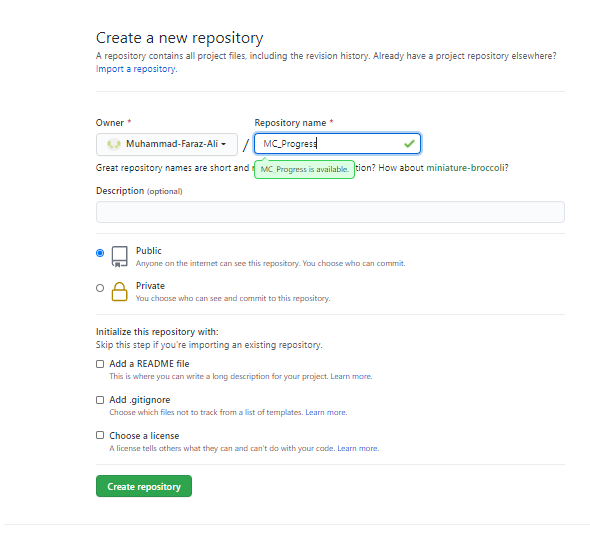 Create a new repository
A repository contains all project files, including the revision history. Already have a project repository elsewhere?
Import a repository.
Owner *
Repository name *
Muhammad-Faraz-Ali
/
MC_Progress
Great repository names are short and
MC_Progress is available.
How about miniature-broccoli?
Description (optional)
Public
Anyone on the internet can see this repository. You choose who can commit.
Private
You choose who can see and commit to this repository.
Initialize this repository with:
Skip this step if you're importing an existing repository.
Add a README file
This is where you can write a long description for your project. Learn more.
Add .gitignore
Choose which files not to track from a list of templates. Learn more.
Choose a license
A license tells others what they can and can't do with your code. Learn more.
Create repository